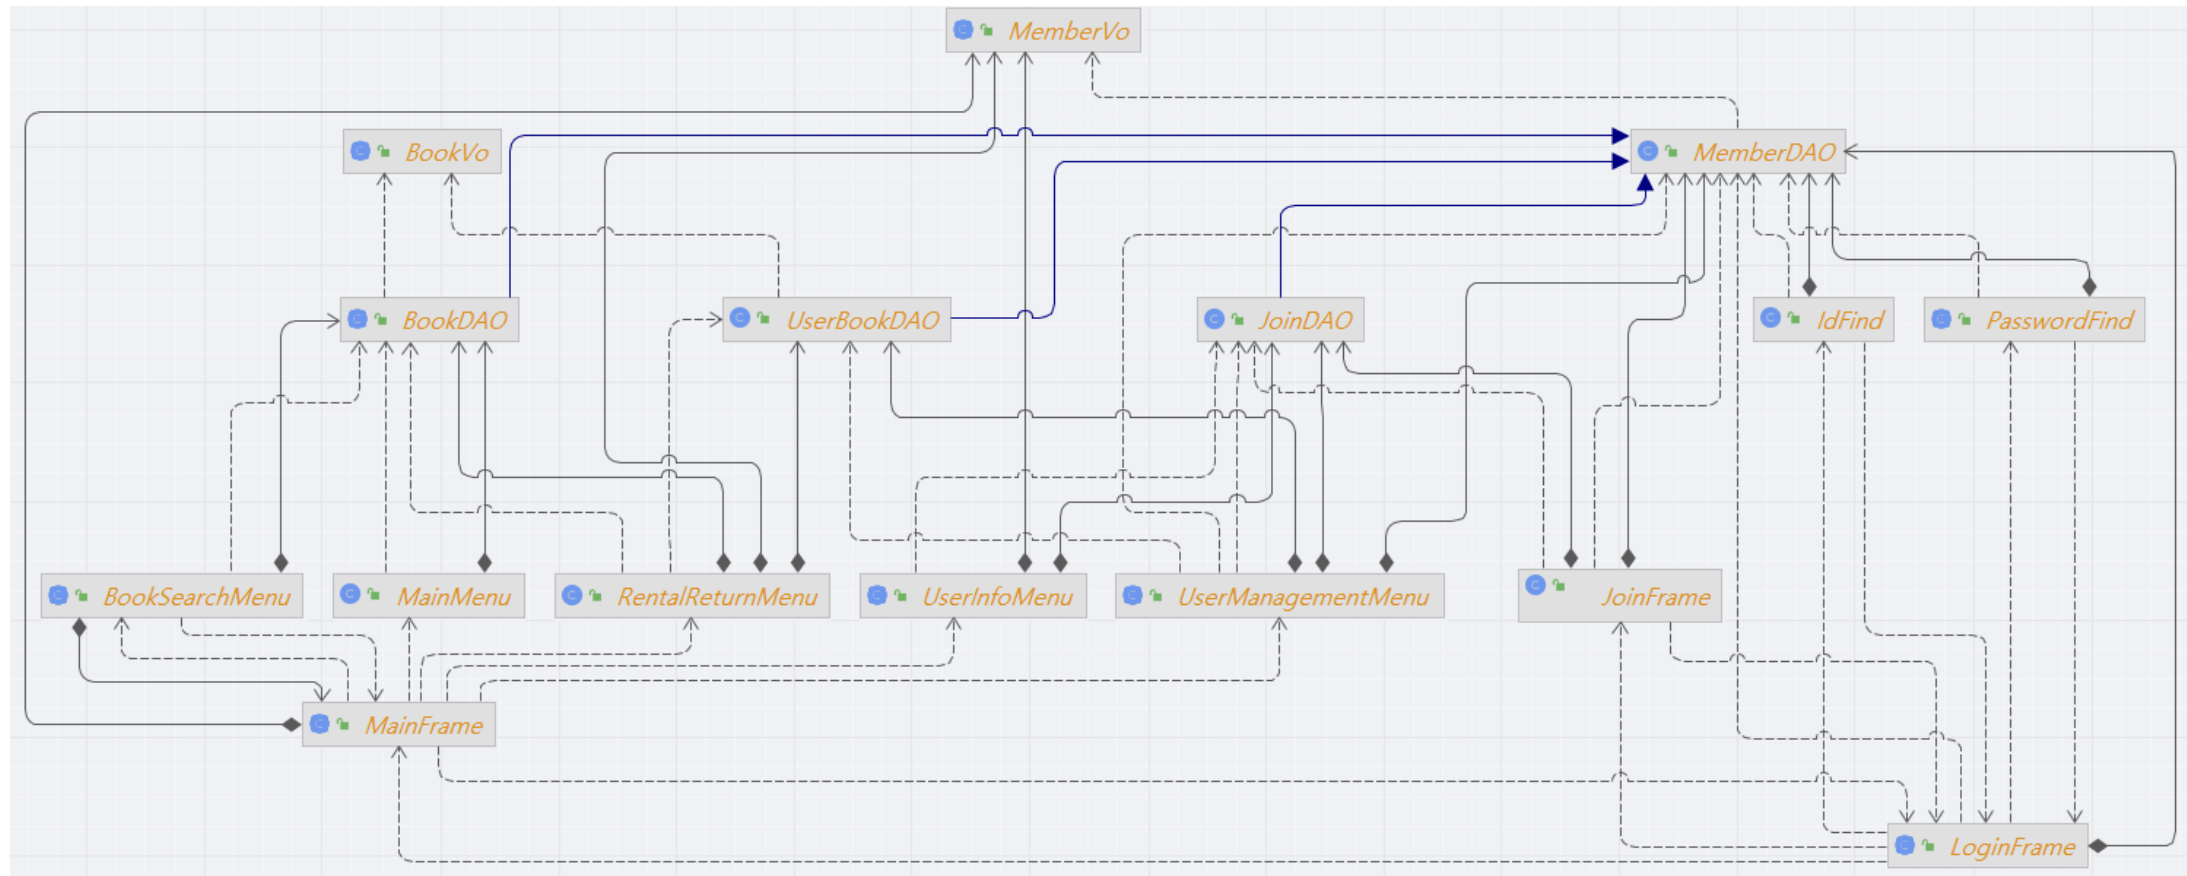 MemberVo
BookVo
MemberDAO
BookDAO
UserBookDAO
JoinDAO
IdFind
PasswordFind
BookSearchMenu
MainMenu
RentalReturnMenu
UserInfoMenu
UserManagementMenu
JoinFrame
MainFrame
LoginFrame